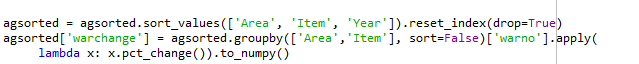 agsorted = agsorted.sort_values(['Area', 'Item', 'Year']).reset_index(drop=True)
agsorted['warchange'] = agsorted.groupby(['Area','Item'], sort=False)['warno'].apply(
    lambda x: x.pct_change()).to_numpy()